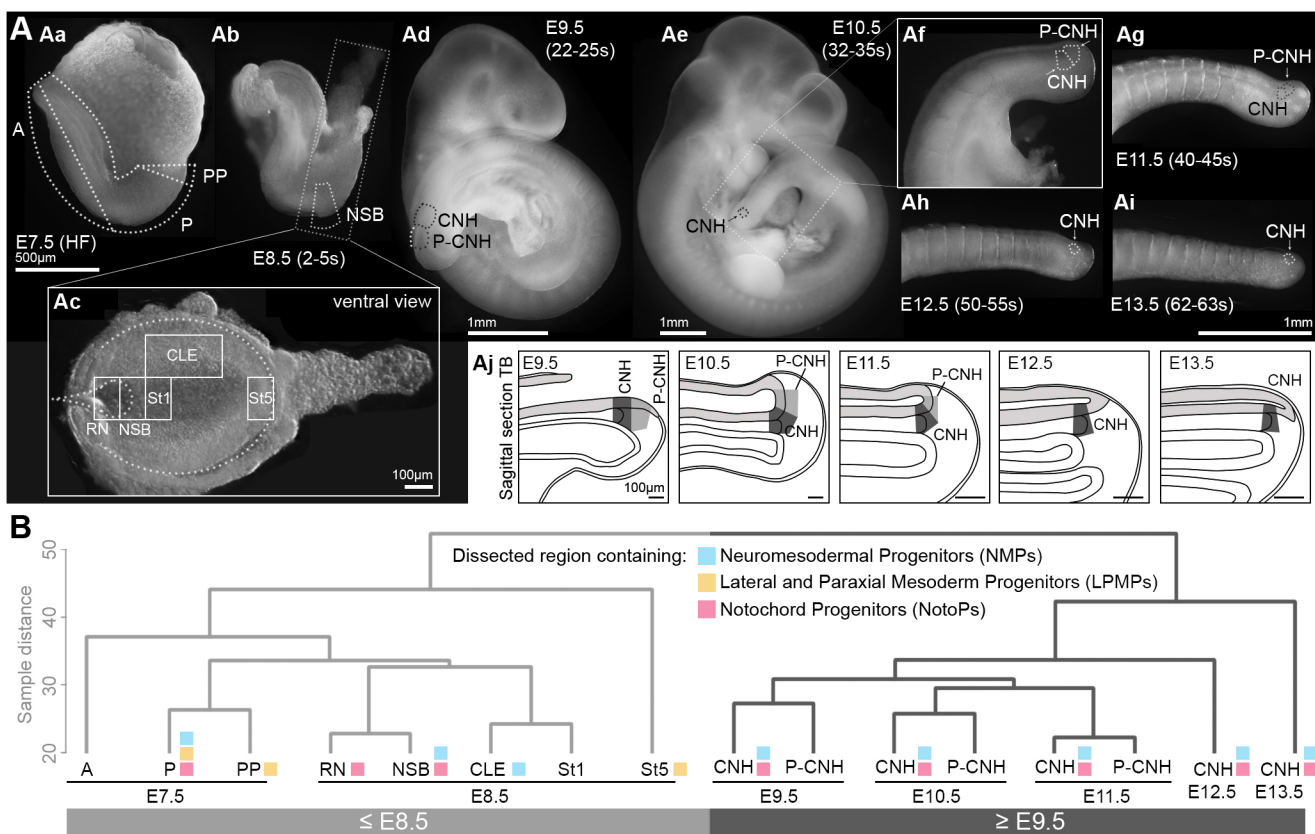 A
Aa
A
PP
P
E7.5 (HF)
500µm
Ab
NSB
E8.5 (2-5s)
Ac
ventral view
CLE
St1
St5
RN
NSB
100µm
Ad
E9.5
(22-25s)
CNH
P-CNH
1mm
Ae
E10.5
(32-35s)
CNH
1mm
Af
P-CNH
CNH
Ag
P-CNH
CNH
E11.5 (40-45s)
Ah
CNH
E12.5 (50-55s)
Ai
CNH
E13.5 (62-63s)
1mm
Aj
Sagittal section TB
E9.5
CNH
P-CNH
100µm
E10.5
P-CNH
CNH
E11.5
P-CNH
CNH
E12.5
CNH
E13.5
CNH
B
Sample distance
50
40
30
20
Dissected region containing:
Neuromesodermal Progenitors (NMPs)
Lateral and Paraxial Mesoderm Progenitors (LPMPs)
Notochord Progenitors (NotoPs)
A P PP RN NSB CLE St1 St5 CNH P-CNH CNH P-CNH CNH P-CNH CNH CNH
E7.5 E8.5 E9.5 E10.5 E11.5 E12.5 E13.5
≤ E8.5 ≥ E9.5